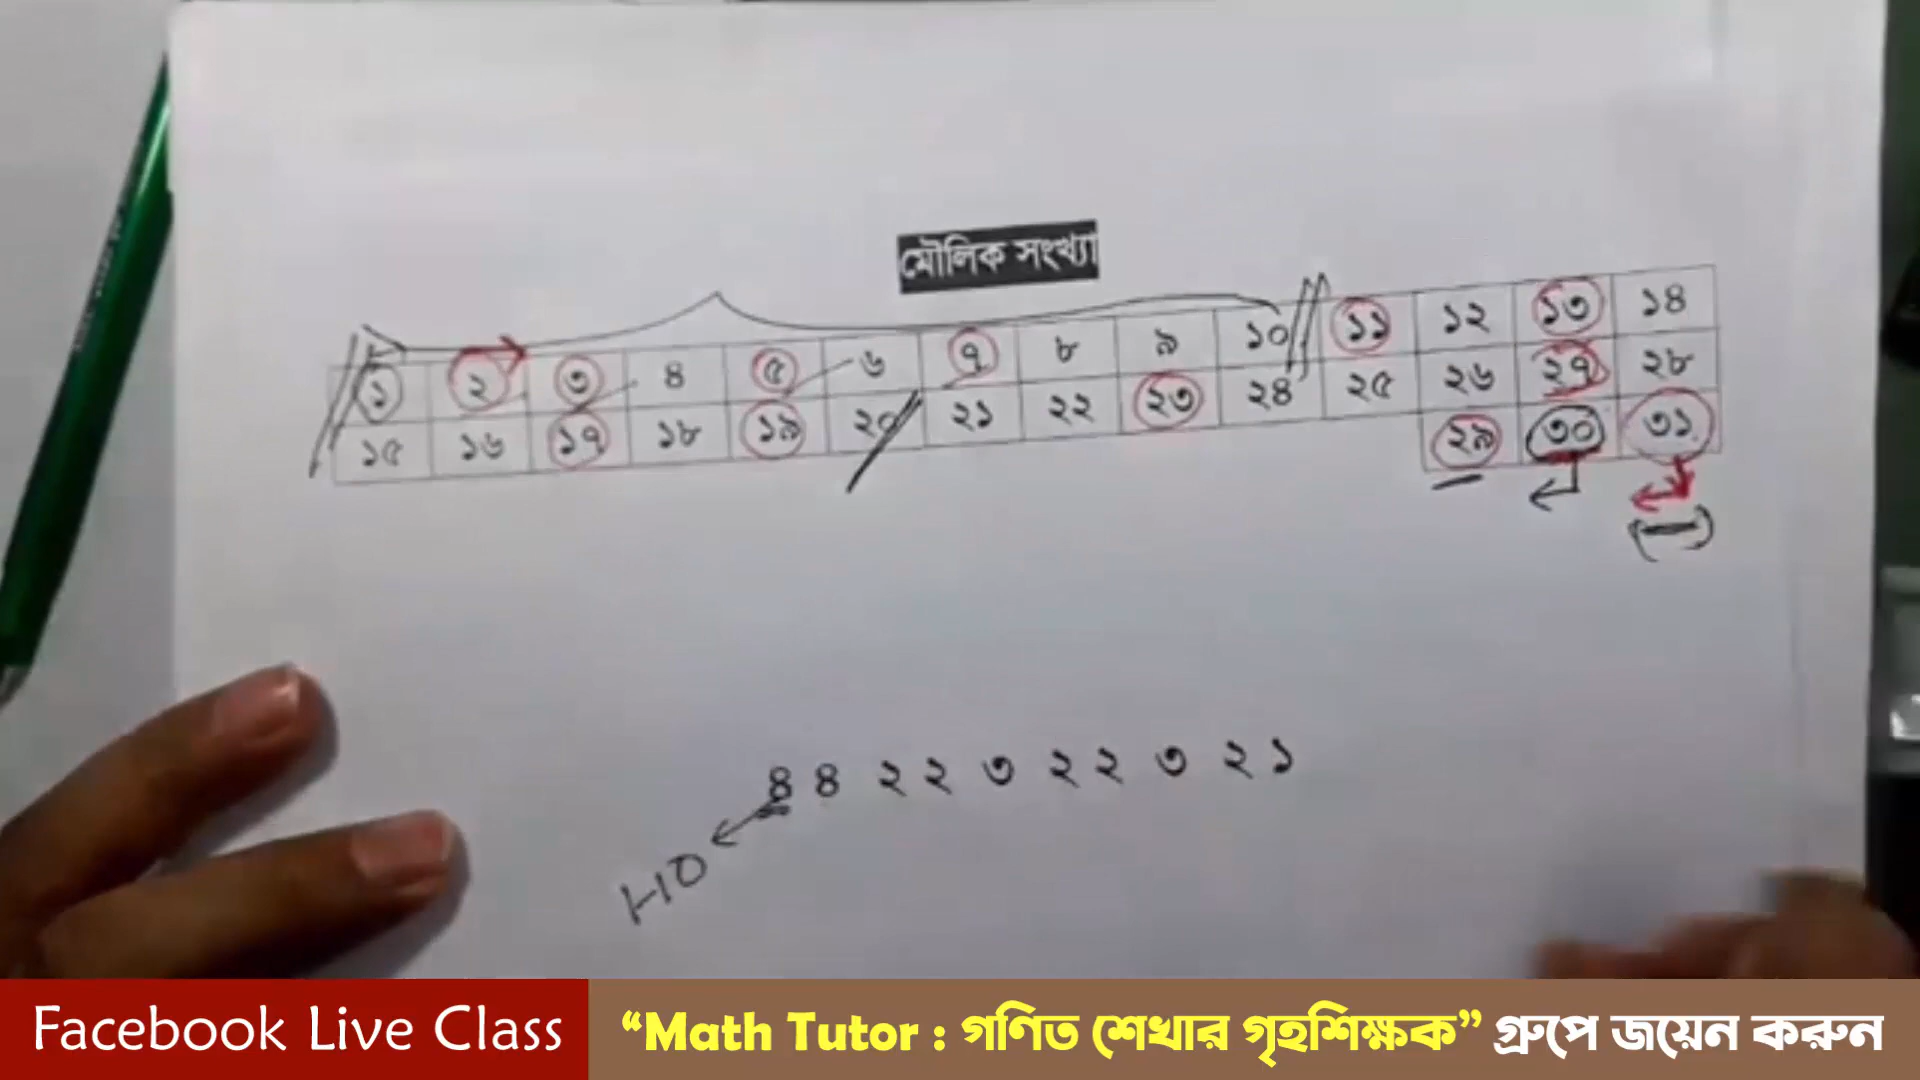 মৌলিক সংখ্যা
১ ২ ৩ ৪ ৫ ৬ ৭ ৮ ৯ ১০ ১১ ১২ ১৩ ১৪
১৫ ১৬ ১৭ ১৮ ১৯ ২০ ২১ ২২ ২৩ ২৪ ২৫ ২৬ ২৭ ২৮
২৯ ৩০ ৩১
৪ ৪ ২ ২ ৩ ২ ২ ৩ ২ ১
১-১০
Facebook Live Class
“Math Tutor : গণিত শেখার গৃহশিক্ষক” গ্রুপে জয়েন করুন